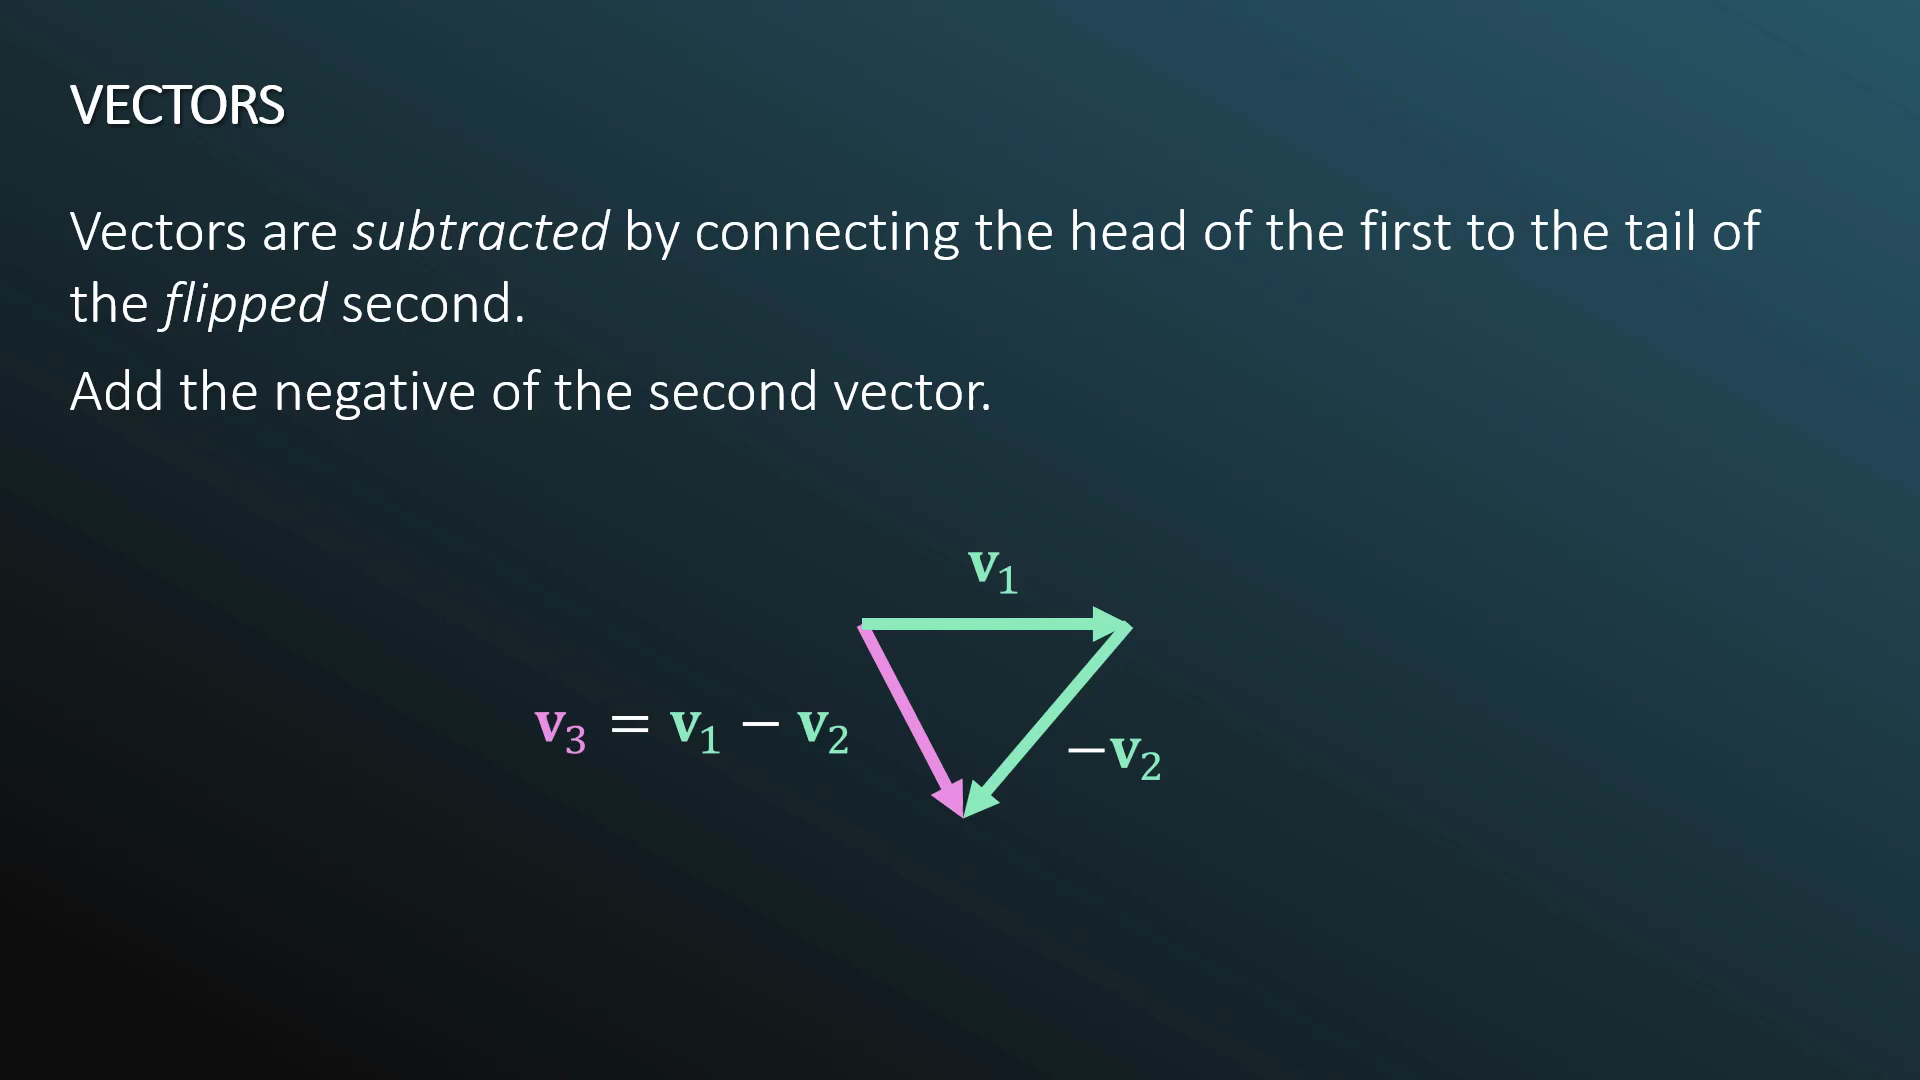 VECTORS
Vectors are subtracted by connecting the head of the first to the tail of
the flipped second.
Add the negative of the second vector.
𝐯₁
𝐯₃ = 𝐯₁ − 𝐯₂
−𝐯₂